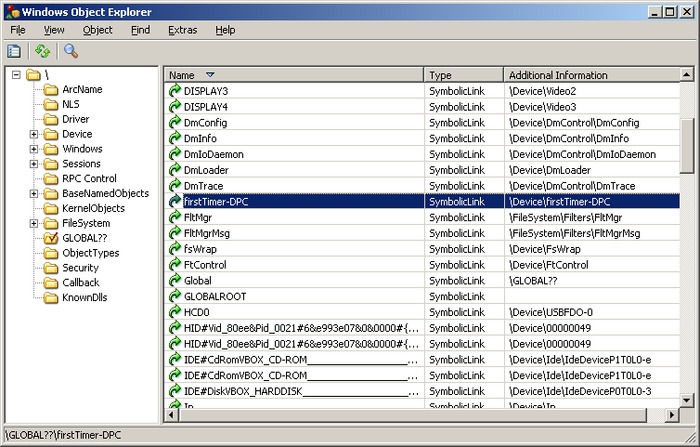 Windows Object Explorer
File View Object Find Extras Help
\
ArcName
NLS
Driver
Device
Windows
Sessions
RPC Control
BaseNamedObjects
KernelObjects
FileSystem
GLOBAL??
ObjectTypes
Security
Callback
KnownDlls
Name Type Additional Information
DISPLAY3 SymbolicLink \Device\Video2
DISPLAY4 SymbolicLink \Device\Video3
DmConfig SymbolicLink \Device\DmControl\DmConfig
DmInfo SymbolicLink \Device\DmControl\DmInfo
DmIoDaemon SymbolicLink \Device\DmControl\DmIoDaemon
DmLoader SymbolicLink \Device\DmLoader
DmTrace SymbolicLink \Device\DmControl\DmTrace
firstTimer-DPC SymbolicLink \Device\firstTimer-DPC
FltMgr SymbolicLink \FileSystem\Filters\FltMgr
FltMgrMsg SymbolicLink \FileSystem\Filters\FltMgrMsg
fsWrap SymbolicLink \Device\FsWrap
FtControl SymbolicLink \Device\FtControl
Global SymbolicLink \GLOBAL??
GLOBALROOT SymbolicLink
HCD0 SymbolicLink \Device\USBFDO-0
HID#Vid_80ee&Pid_0021#6&e993e07&0&0000#{... SymbolicLink \Device\00000049
HID#Vid_80ee&Pid_0021#6&e993e07&0&0000#{... SymbolicLink \Device\00000049
IDE#CdRomVBOX_CD-ROM____________________... SymbolicLink \Device\Ide\IdeDeviceP1T0L0-e
IDE#CdRomVBOX_CD-ROM____________________... SymbolicLink \Device\Ide\IdeDeviceP1T0L0-e
IDE#DiskVBOX_HARDDISK____________________... SymbolicLink \Device\Ide\IdeDeviceP0T0L0-3
Ip SymbolicLink \Device\Ip
\GLOBAL??\firstTimer-DPC